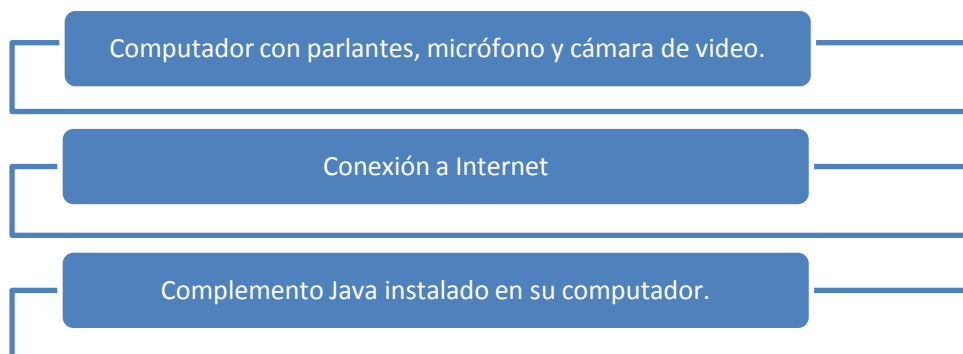 Computador con parlantes, micrófono y cámara de video.
Conexión a Internet
Complemento Java instalado en su computador.